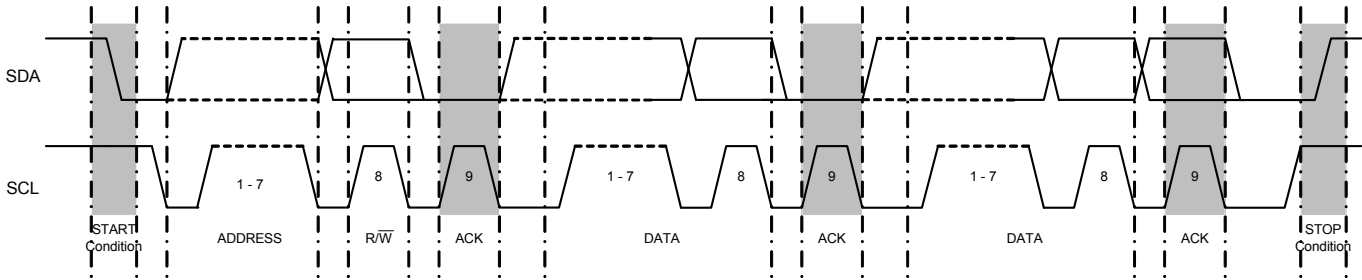 SDA
SCL
1 - 7
8
9
1 - 7
8
9
1 - 7
8
9
START
Condition
ADDRESS
R/W̅
ACK
DATA
ACK
DATA
ACK
STOP
Condition